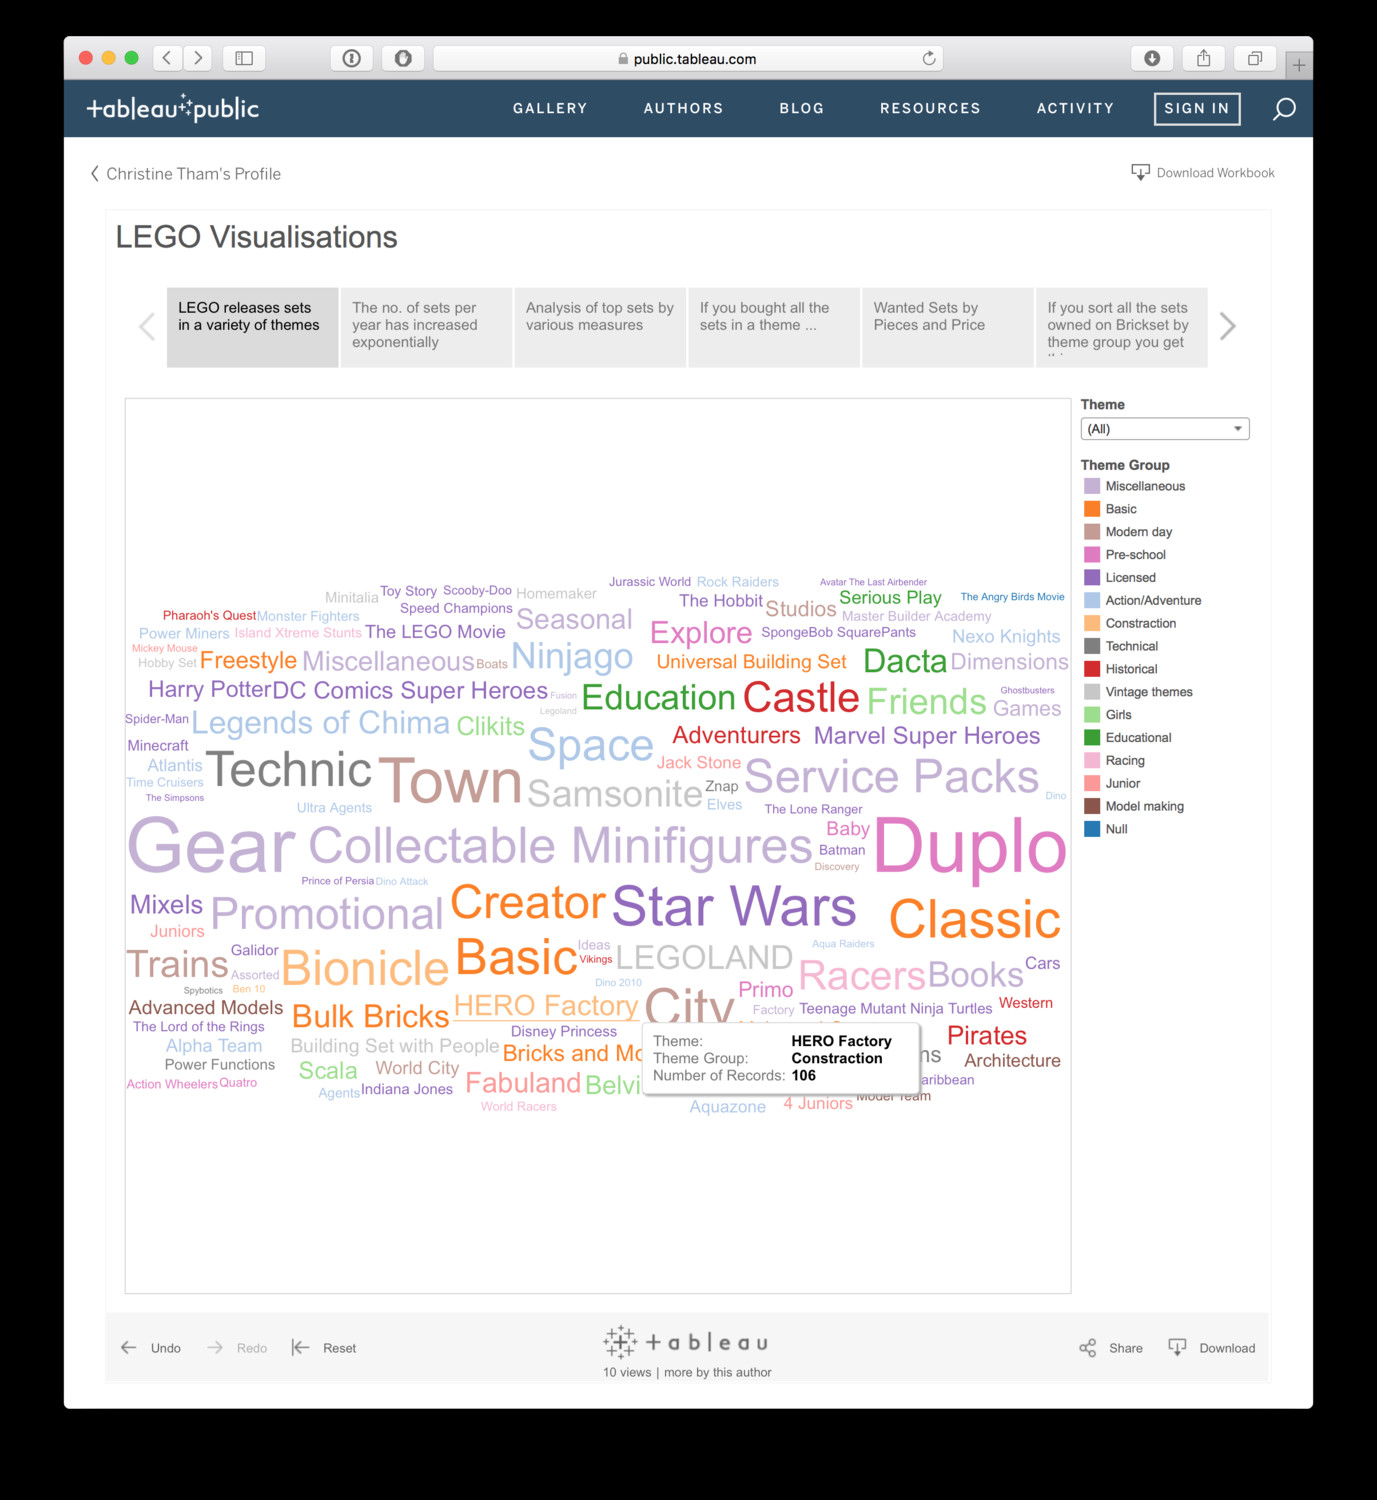 public.tableau.com
+ableau public
GALLERY AUTHORS BLOG RESOURCES ACTIVITY SIGN IN
Christine Tham's Profile
Download Workbook
LEGO Visualisations
LEGO releases sets
in a variety of themes
The no. of sets per
year has increased
exponentially
Analysis of top sets by
various measures
If you bought all the
sets in a theme ...
Wanted Sets by
Pieces and Price
If you sort all the sets
owned on Brickset by
theme group you get
Theme
(All)
Theme Group
Miscellaneous
Basic
Modern day
Pre-school
Licensed
Action/Adventure
Construction
Technical
Historical
Vintage themes
Girls
Educational
Racing
Junior
Model making
Null
Jurassic World Rock Raiders Avatar The Last Airbender
Minitalia Toy Story Scooby-Doo Homemaker
The Hobbit Studios Serious Play The Angry Birds Movie
Speed Champions Seasonal
Pharaoh's Quest Monster Fighters Master Builder Academy
Power Miners Island Xtreme Stunts The LEGO Movie Explore SpongeBob SquarePants Nexo Knights
Mickey Mouse
Hobby Set Freestyle Miscellaneous Boats Ninjago Universal Building Set Dacta Dimensions
Harry Potter DC Comics Super Heroes Fusion Education Castle Friends Ghostbusters
Legoland Games
Spider-Man Legends of Chima Clikits
Minecraft Space Adventurers Marvel Super Heroes
Atlantis Technic Town Jack Stone Service Packs
Time Cruisers Samsonite Znap
The Simpsons Ultra Agents Elves The Lone Ranger Dino
Gear Collectable Minifigures Baby Duplo
Batman
Discovery
Prince of Persia Dino Attack
Mixels Promotional Creator Star Wars Classic
Juniors
Galidor Basic Ideas LEGOLAND Aqua Raiders
Trains Assorted Bionicle Vikings Racers Books Cars
Spybotics Ben 10 Dino 2010 Primo
Advanced Models Bulk Bricks HERO Factory City Factory Teenage Mutant Ninja Turtles Western
The Lord of the Rings Disney Princess Pirates
Alpha Team Building Set with People Bricks and Mo ns Architecture
Power Functions Scala World City
Action Wheelers Quatro Agents Indiana Jones Fabuland Belvi aribbean
World Racers Aquazone 4 Juniors Model Team
Theme: HERO Factory
Theme Group: Constraction
Number of Records: 106
Undo Redo Reset
+ a b l e a u
Share Download
10 views | more by this author